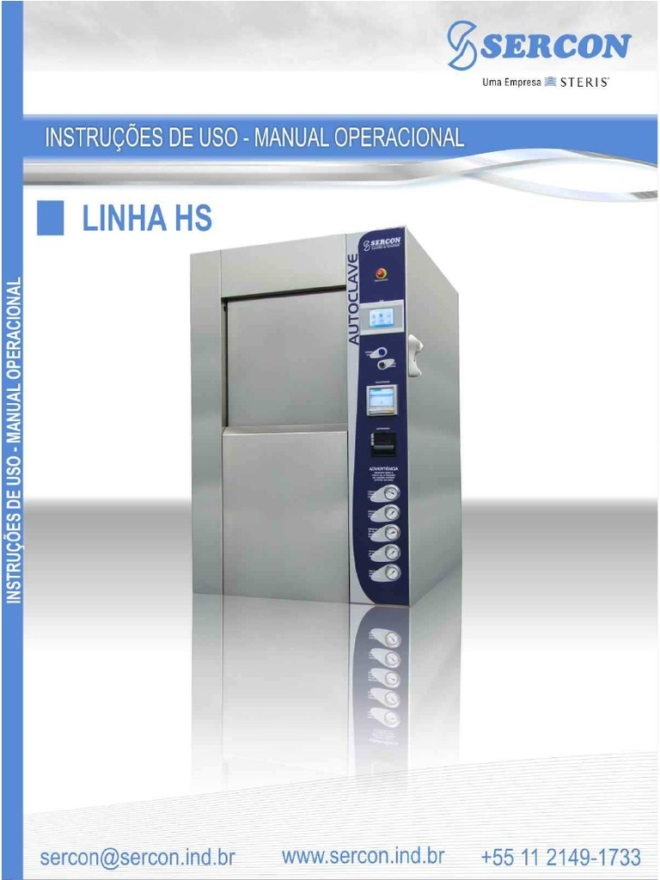 SERCON
Uma Empresa STERIS
INSTRUÇÕES DE USO - MANUAL OPERACIONAL
LINHA HS
INSTRUÇÕES DE USO - MANUAL OPERACIONAL
SERCON
AUTOCLAVE
ADVERTÊNCIA
sercon@sercon.ind.br
www.sercon.ind.br
+55 11 2149-1733